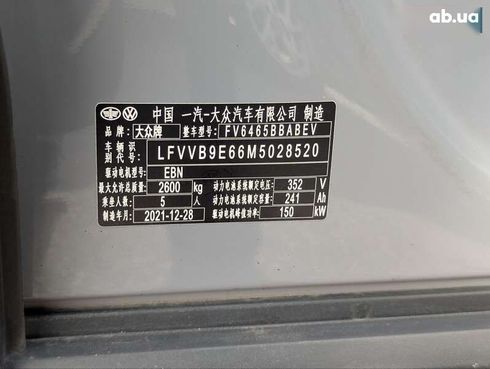 ab.ua
中国 一汽-大众汽车有限公司 制造
品牌 大众牌 整车型号 FV6465BBABEV
车辆识别代号: LFVVB9E66M5028520
驱动电机型号 EBN
最大允许总质量 2600 kg 动力电池系统额定电压: 352 V
乘坐人数 5 人 动力电池系统额定容量: 241 Ah
制造年月 2021-12-28 驱动电机峰值功率: 150 kW